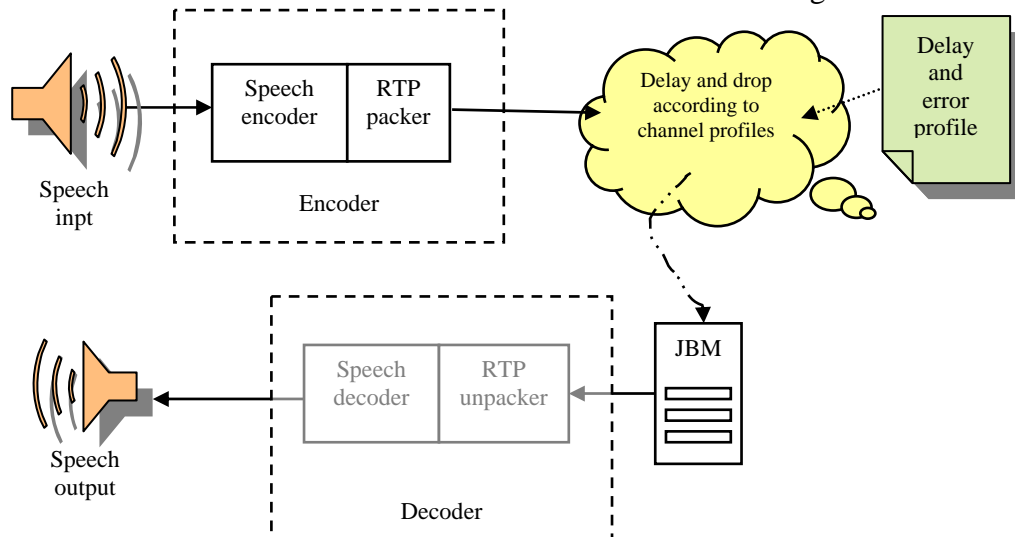 Speech
inpt
Speech
encoder
RTP
packer
Encoder
Delay and drop
according to
channel profiles
Delay
and
error
profile
JBM
RTP
unpacker
Speech
decoder
Decoder
Speech
output